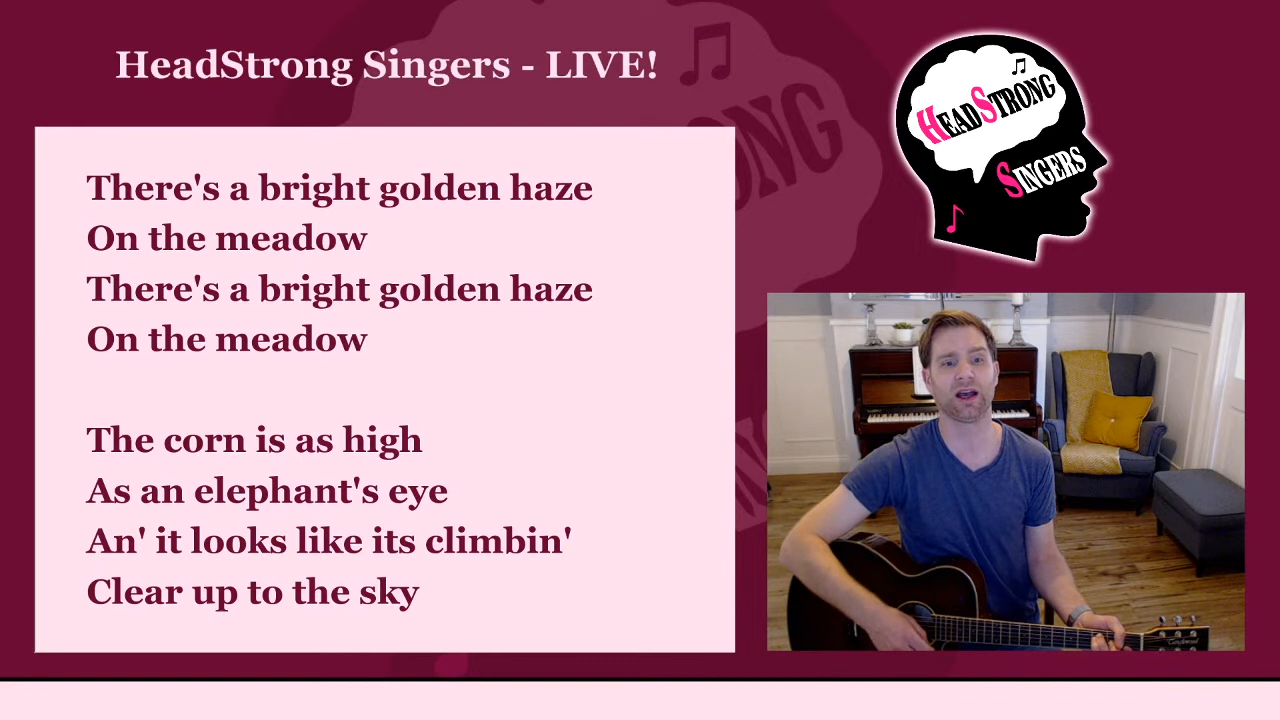 HeadStrong Singers - LIVE!
HEADSTRONG
SINGERS
There's a bright golden haze
On the meadow
There's a bright golden haze
On the meadow
The corn is as high
As an elephant's eye
An' it looks like its climbin'
Clear up to the sky
Tanglewood